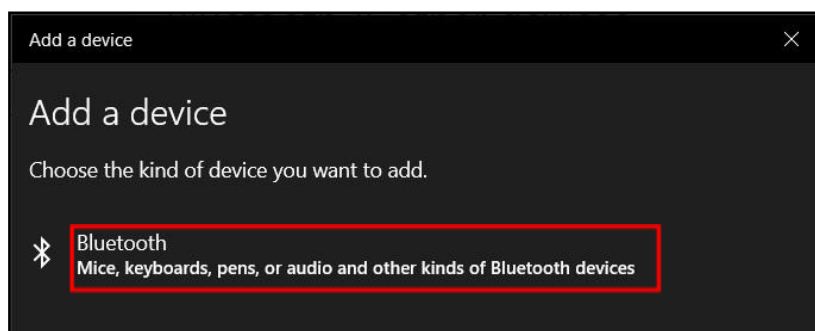 Add a device
Add a device
Choose the kind of device you want to add.
Bluetooth
Mice, keyboards, pens, or audio and other kinds of Bluetooth devices